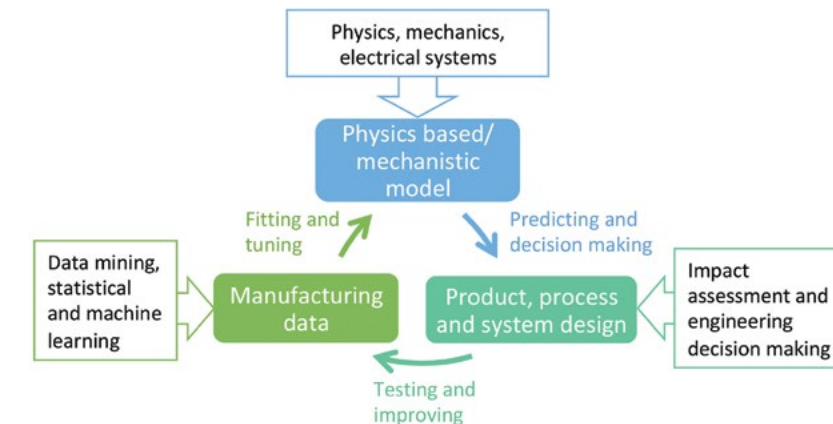 Physics, mechanics,
electrical systems
Physics based/
mechanistic
model
Fitting and
tuning
Predicting and
decision making
Data mining,
statistical
and machine
learning
Manufacturing
data
Product, process
and system design
Impact
assessment and
engineering
decision making
Testing and
improving